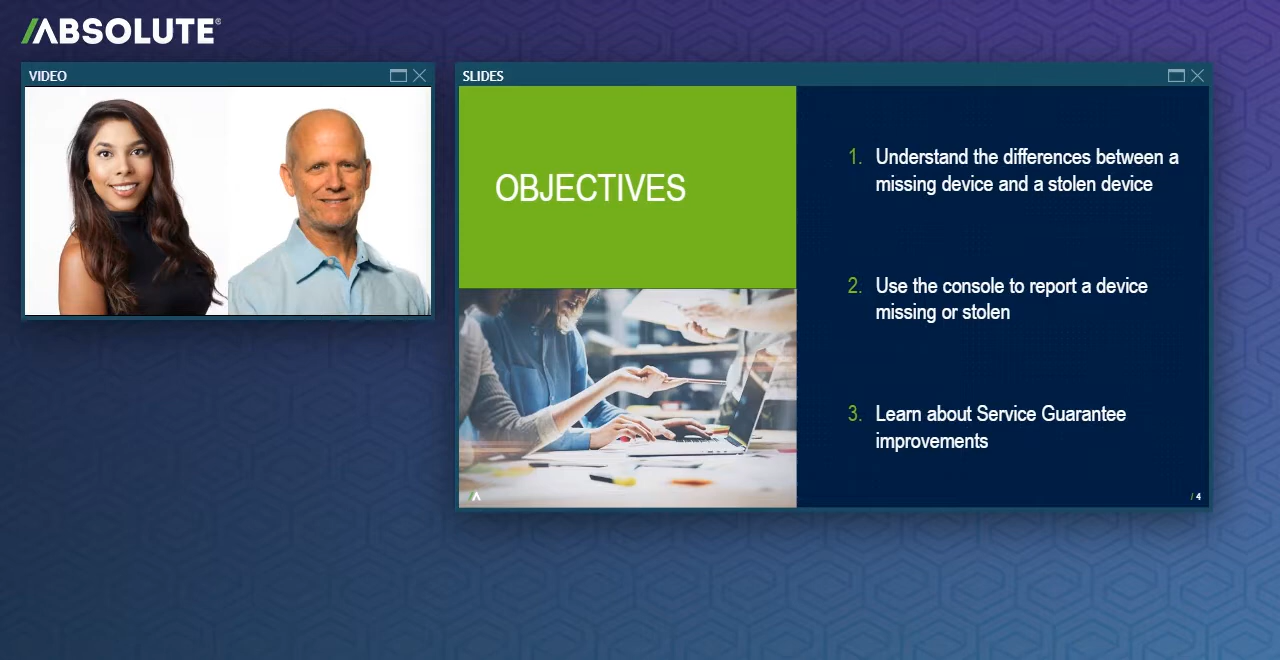 ABSOLUTE®
VIDEO
SLIDES
OBJECTIVES
1. Understand the differences between a
missing device and a stolen device
2. Use the console to report a device
missing or stolen
3. Learn about Service Guarantee
improvements
/ 4